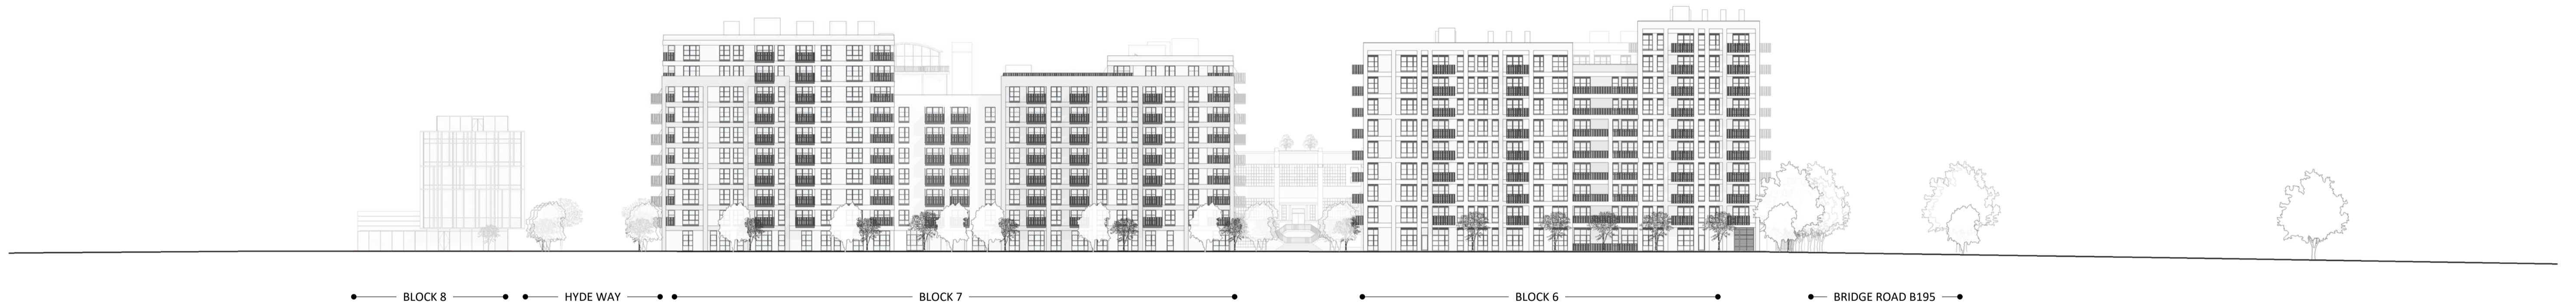 BLOCK 8
HYDE WAY
BLOCK 7
BLOCK 6
BRIDGE ROAD B195